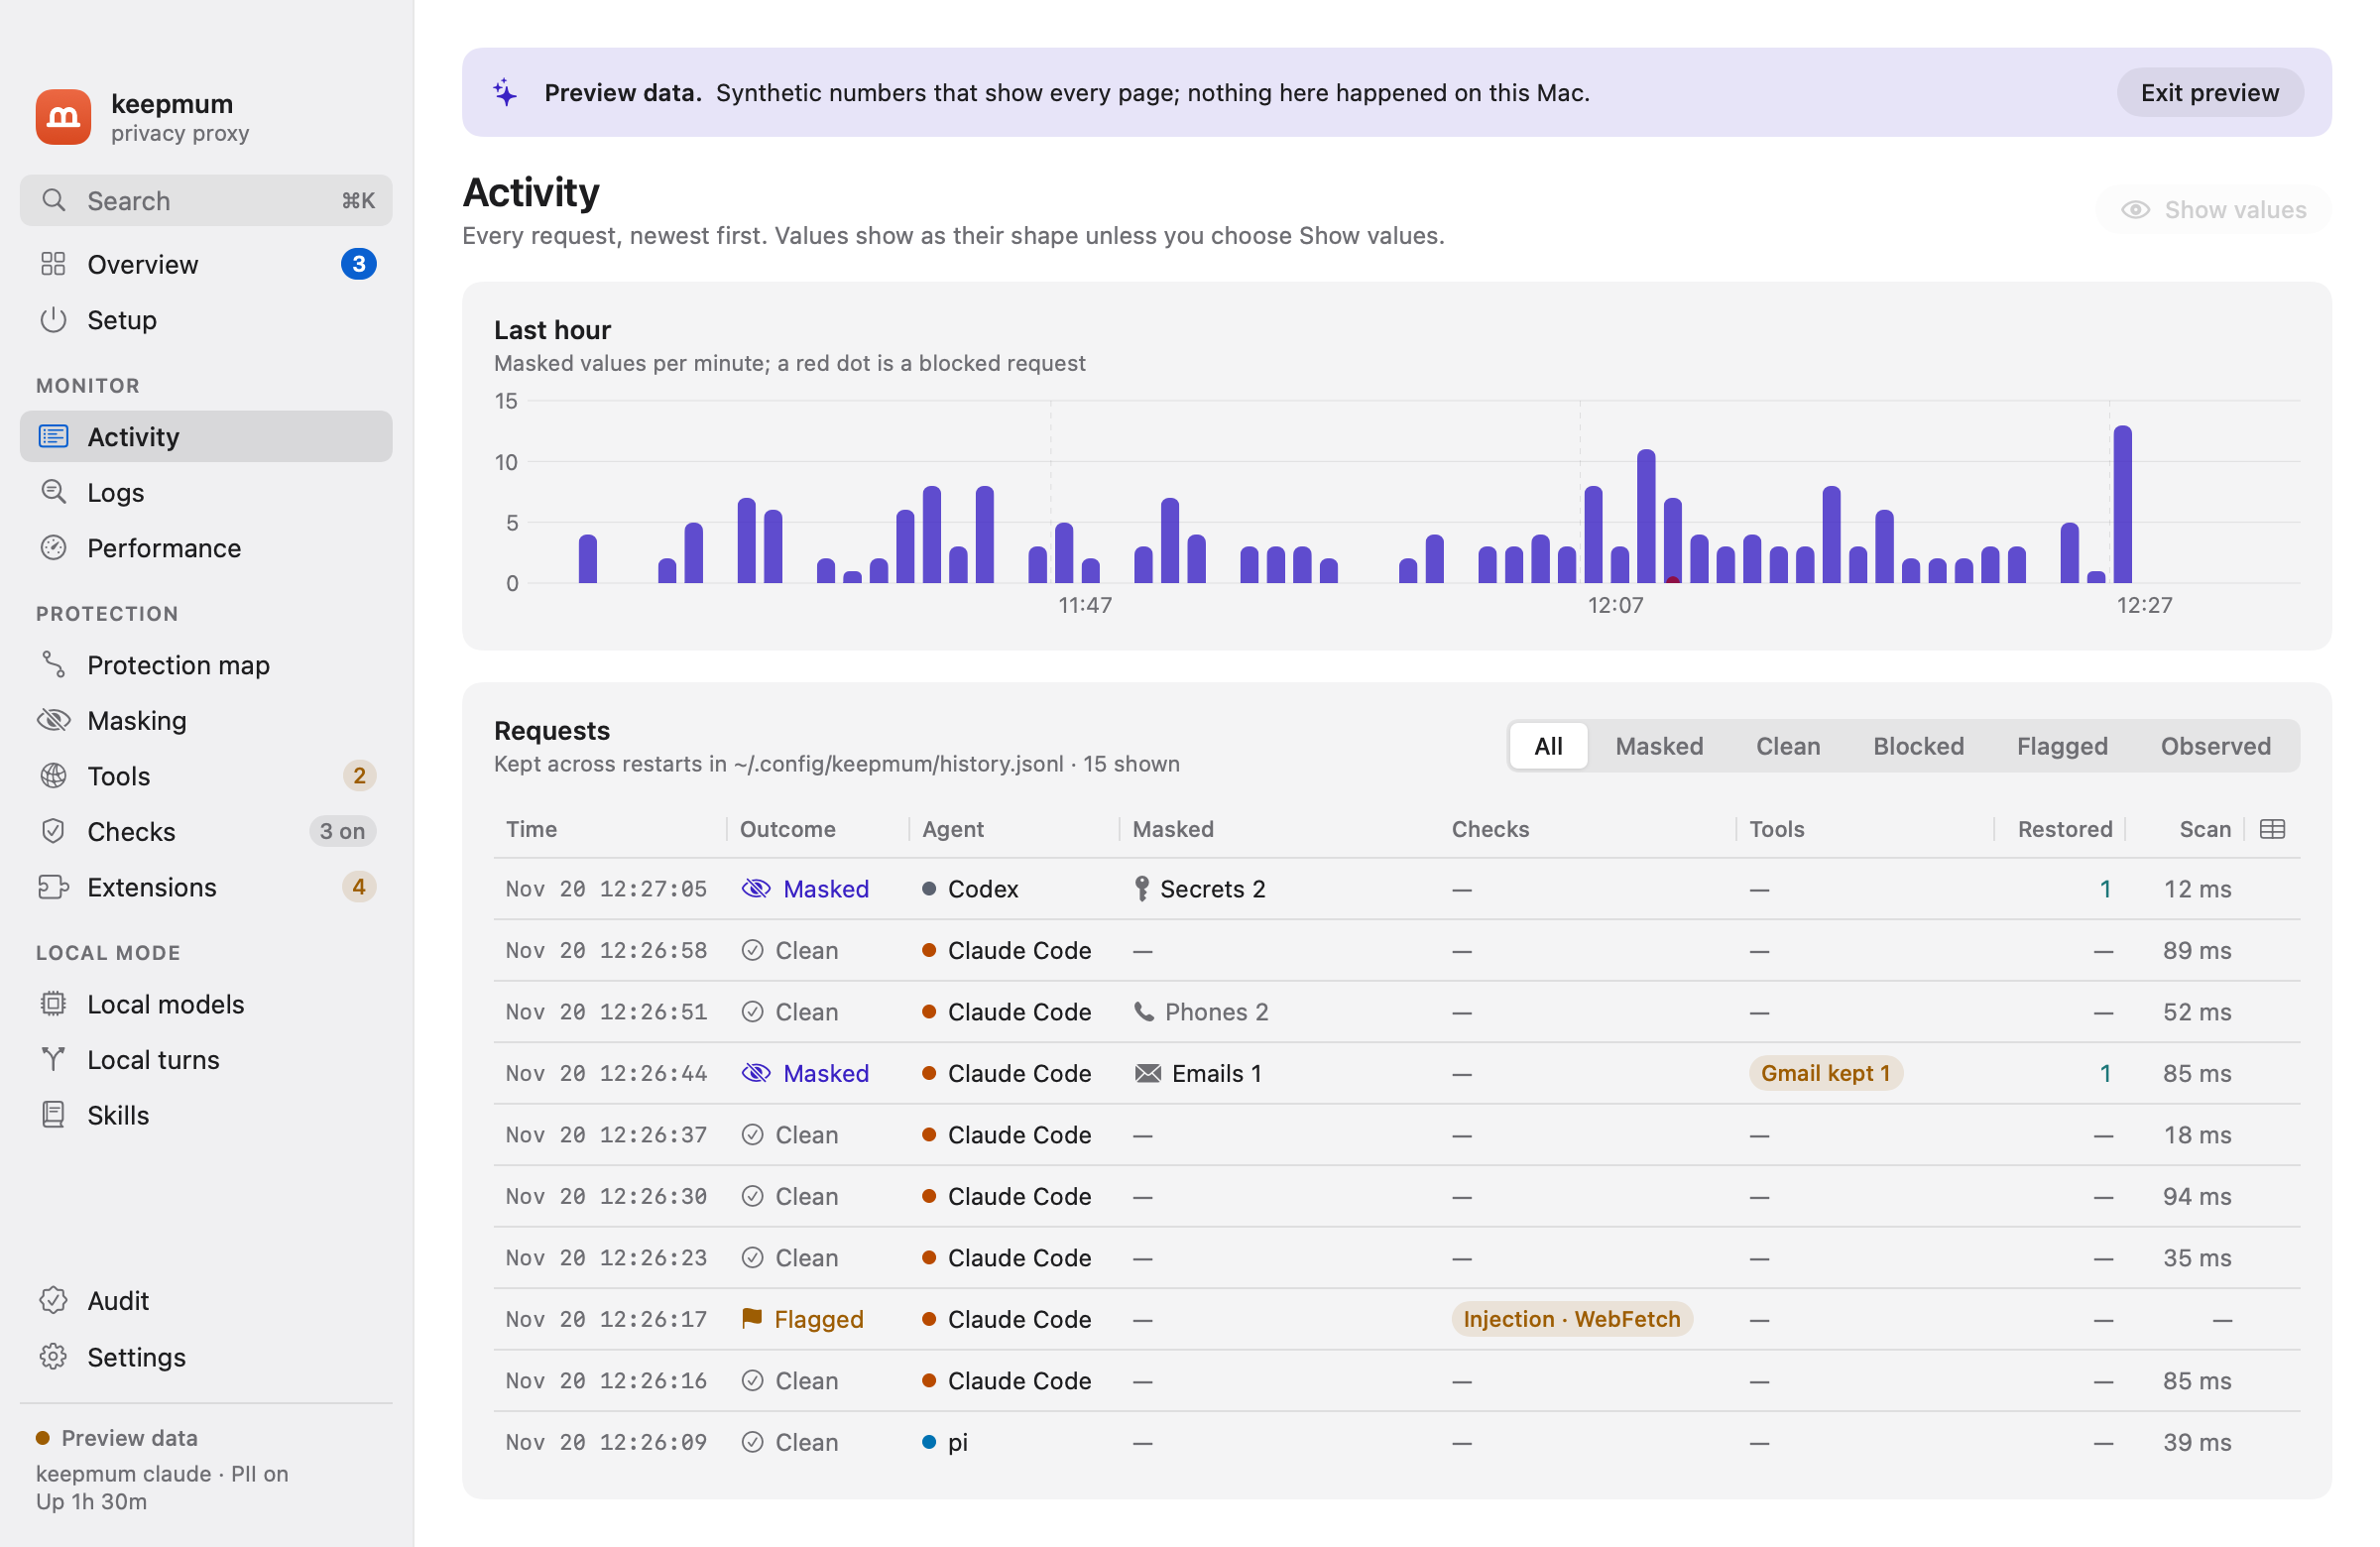 keepmum
privacy proxy
Search ⌘K
Overview 3
Setup
MONITOR
Activity
Logs
Performance
PROTECTION
Protection map
Masking
Tools 2
Checks 3 on
Extensions 4
LOCAL MODE
Local models
Local turns
Skills
Audit
Settings
Preview data
keepmum claude · PII on
Up 1h 30m
Preview data. Synthetic numbers that show every page; nothing here happened on this Mac. Exit preview
Activity
Every request, newest first. Values show as their shape unless you choose Show values.
Show values
Last hour
Masked values per minute; a red dot is a blocked request
15
10
5
0
11:47 12:07 12:27
Requests
Kept across restarts in ~/.config/keepmum/history.jsonl · 15 shown
All Masked Clean Blocked Flagged Observed
Time Outcome Agent Masked Checks Tools Restored Scan
Nov 20 12:27:05 Masked Codex Secrets 2 — — 1 12 ms
Nov 20 12:26:58 Clean Claude Code — — — — 89 ms
Nov 20 12:26:51 Clean Claude Code Phones 2 — — — 52 ms
Nov 20 12:26:44 Masked Claude Code Emails 1 — Gmail kept 1 1 85 ms
Nov 20 12:26:37 Clean Claude Code — — — — 18 ms
Nov 20 12:26:30 Clean Claude Code — — — — 94 ms
Nov 20 12:26:23 Clean Claude Code — — — — 35 ms
Nov 20 12:26:17 Flagged Claude Code — Injection · WebFetch — — —
Nov 20 12:26:16 Clean Claude Code — — — — 85 ms
Nov 20 12:26:09 Clean pi — — — — 39 ms